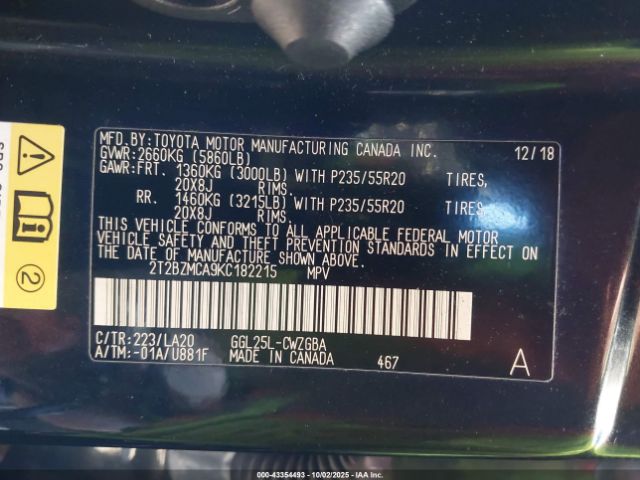 MFD.BY:TOYOTA MOTOR MANUFACTURING CANADA INC. 12/18
GVWR:2660KG (5860LB)
GAWR:FRT. 1360KG (3000LB) WITH P235/55R20 TIRES,
20X8J RIMS.
RR. 1460KG (3215LB) WITH P235/55R20 TIRES,
20X8J RIMS.
THIS VEHICLE CONFORMS TO ALL APPLICABLE FEDERAL MOTOR
VEHICLE SAFETY AND THEFT PREVENTION STANDARDS IN EFFECT ON
THE DATE OF MANUFACTURE SHOWN ABOVE.
2T2BZMCA9KC182215 MPV
C/TR:223/LA20 GGL25L-CWZGBA
A/TM:-01A/U881F MADE IN CANADA 467 A
2
000-43354493 - 10/02/2025 - © IAA Inc.